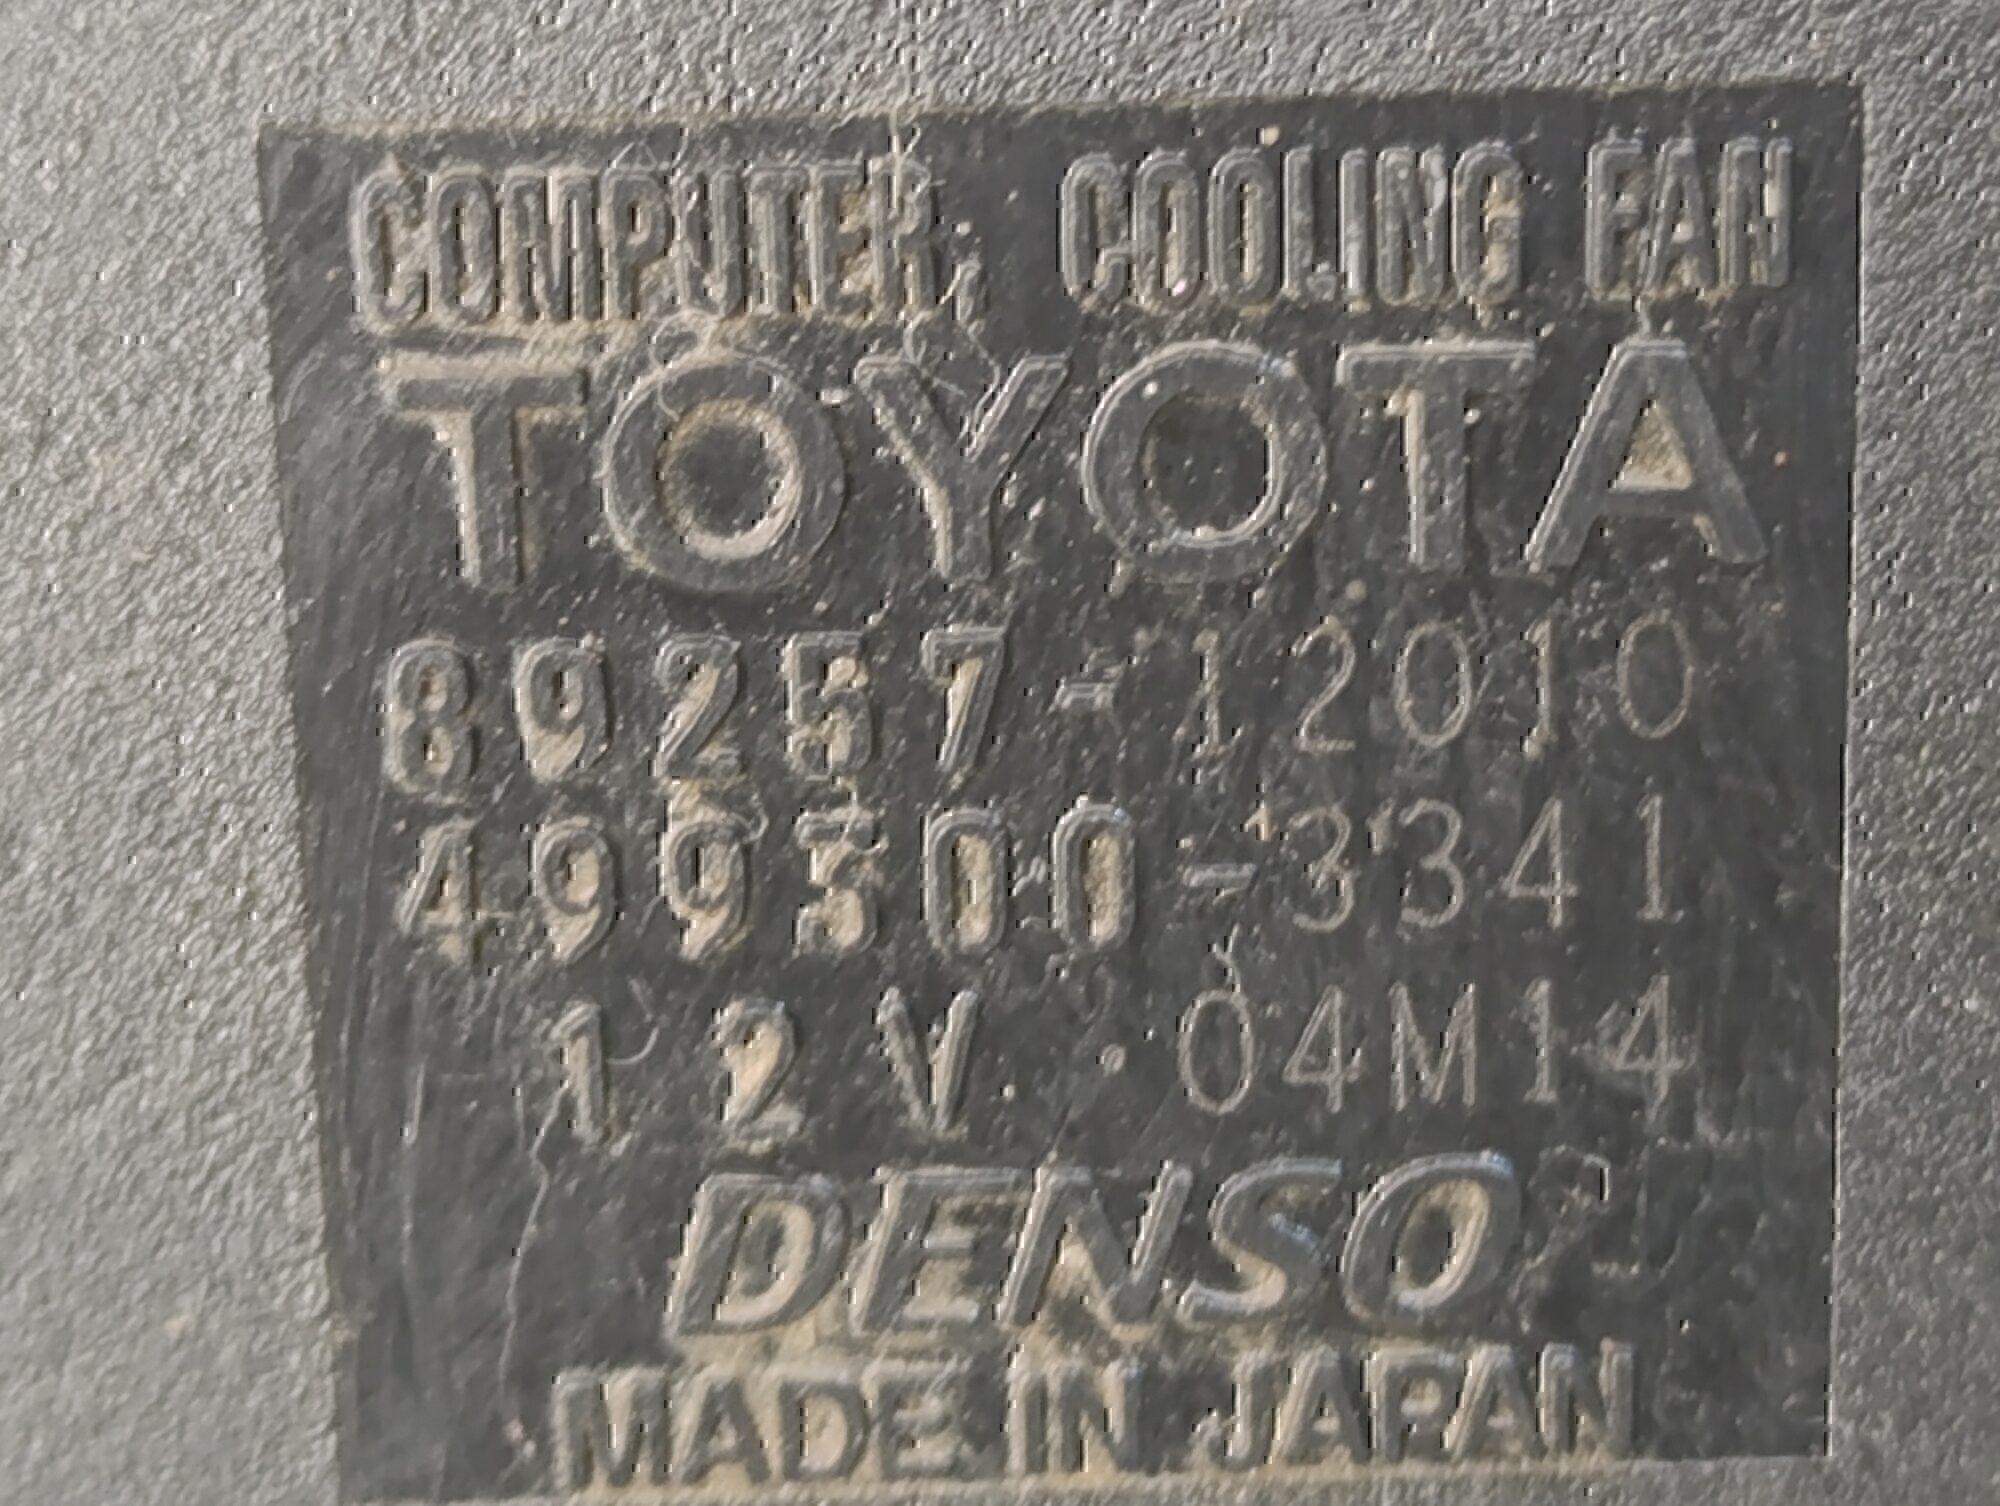 COMPUTER, COOLING FAN
TOYOTA
89257-12010
499300-3341
12V 04M14
DENSO
MADE IN JAPAN